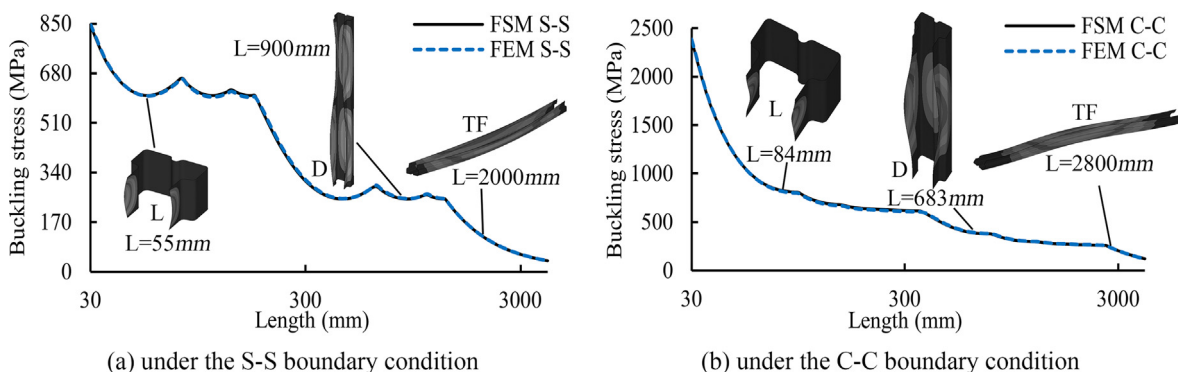 850
680
510
340
170
0
Buckling stress (MPa)
30
300
3000
Length (mm)
FSM S-S
FEM S-S
L=900mm
D
TF
L=2000mm
L
L=55mm
(a) under the S-S boundary condition
2500
2000
1500
1000
500
0
Buckling stress (MPa)
30
300
3000
Length (mm)
FSM C-C
FEM C-C
L
L=84mm
D
L=683mm
TF
L=2800mm
(b) under the C-C boundary condition